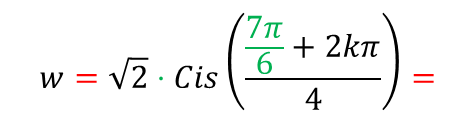 w = √2 · Cis ((7π/6 + 2kπ)/4) =